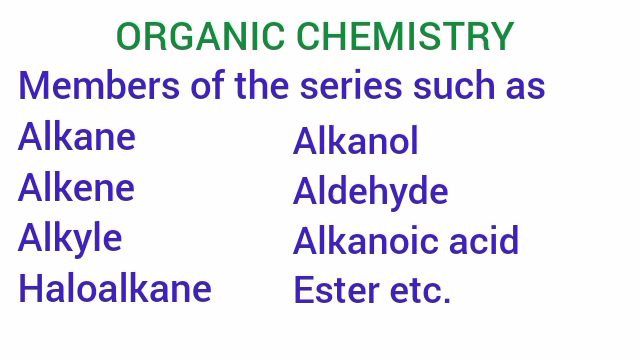 ORGANIC CHEMISTRY
Members of the series such as
Alkane
Alkene
Alkyle
Haloalkane
Alkanol
Aldehyde
Alkanoic acid
Ester etc.